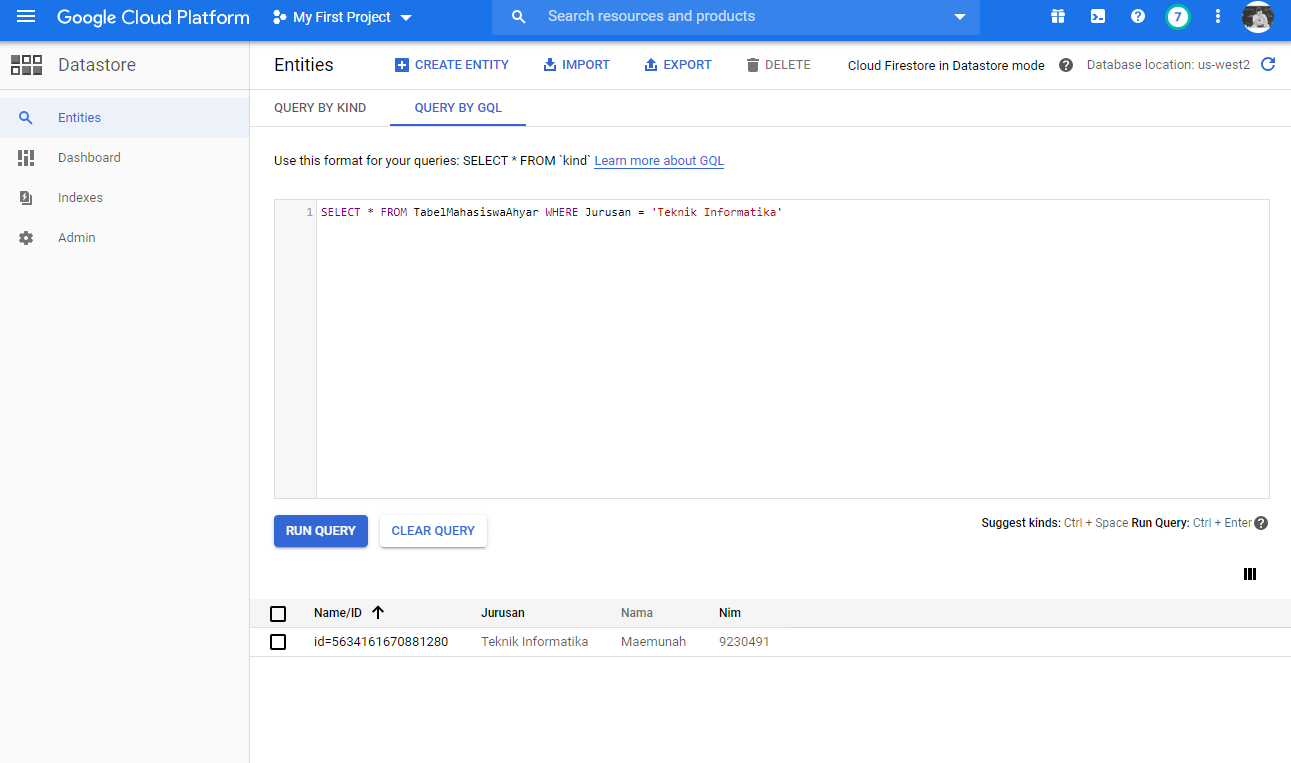 Google Cloud Platform My First Project Search resources and products 7
Datastore
Entities CREATE ENTITY IMPORT EXPORT DELETE Cloud Firestore in Datastore mode ? Database location: us-west2
Entities
Dashboard
Indexes
Admin
QUERY BY KIND QUERY BY GQL
Use this format for your queries: SELECT * FROM `kind` Learn more about GQL
1 SELECT * FROM TabelMahasiswaAhyar WHERE Jurusan = 'Teknik Informatika'
RUN QUERY CLEAR QUERY Suggest kinds: Ctrl + Space Run Query: Ctrl + Enter ?
Name/ID Jurusan Nama Nim
id=5634161670881280 Teknik Informatika Maemunah 9230491